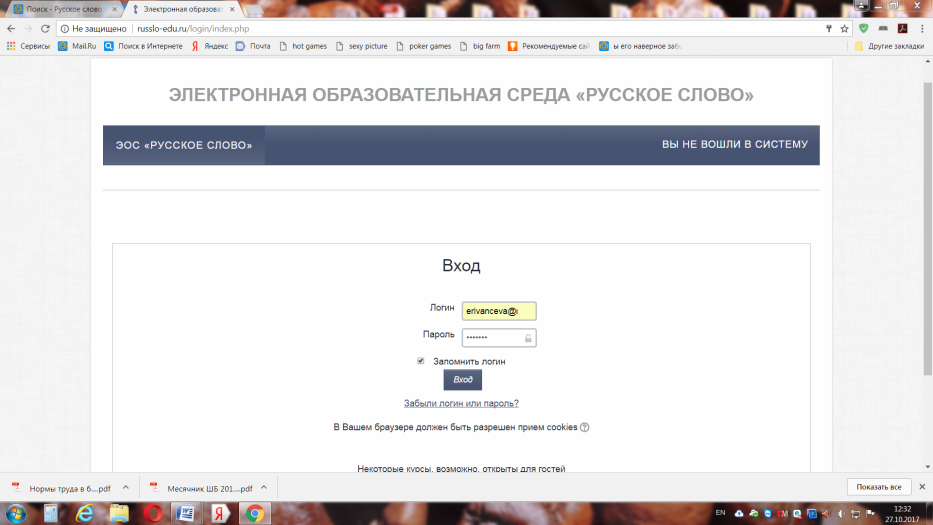 Поиск - Русское слово
Электронная образоват
Не защищено | russlo-edu.ru/login/index.php
Сервисы Mail.Ru Поиск в Интернете Яндекс Почта hot games sexy picture poker games big farm Рекомендуемые сай ы его наверное заб Другие закладки
ЭЛЕКТРОННАЯ ОБРАЗОВАТЕЛЬНАЯ СРЕДА «РУССКОЕ СЛОВО»
ЭОС «РУССКОЕ СЛОВО» ВЫ НЕ ВОШЛИ В СИСТЕМУ
Вход
Логин erivanceva@
Пароль •••••••
Запомнить логин
Вход
Забыли логин или пароль?
В Вашем браузере должен быть разрешен прием cookies
Некоторые курсы, возможно, открыты для гостей
Нормы труда в б....pdf Месячник ШБ 201....pdf Показать все
EN 12:32
27.10.2017